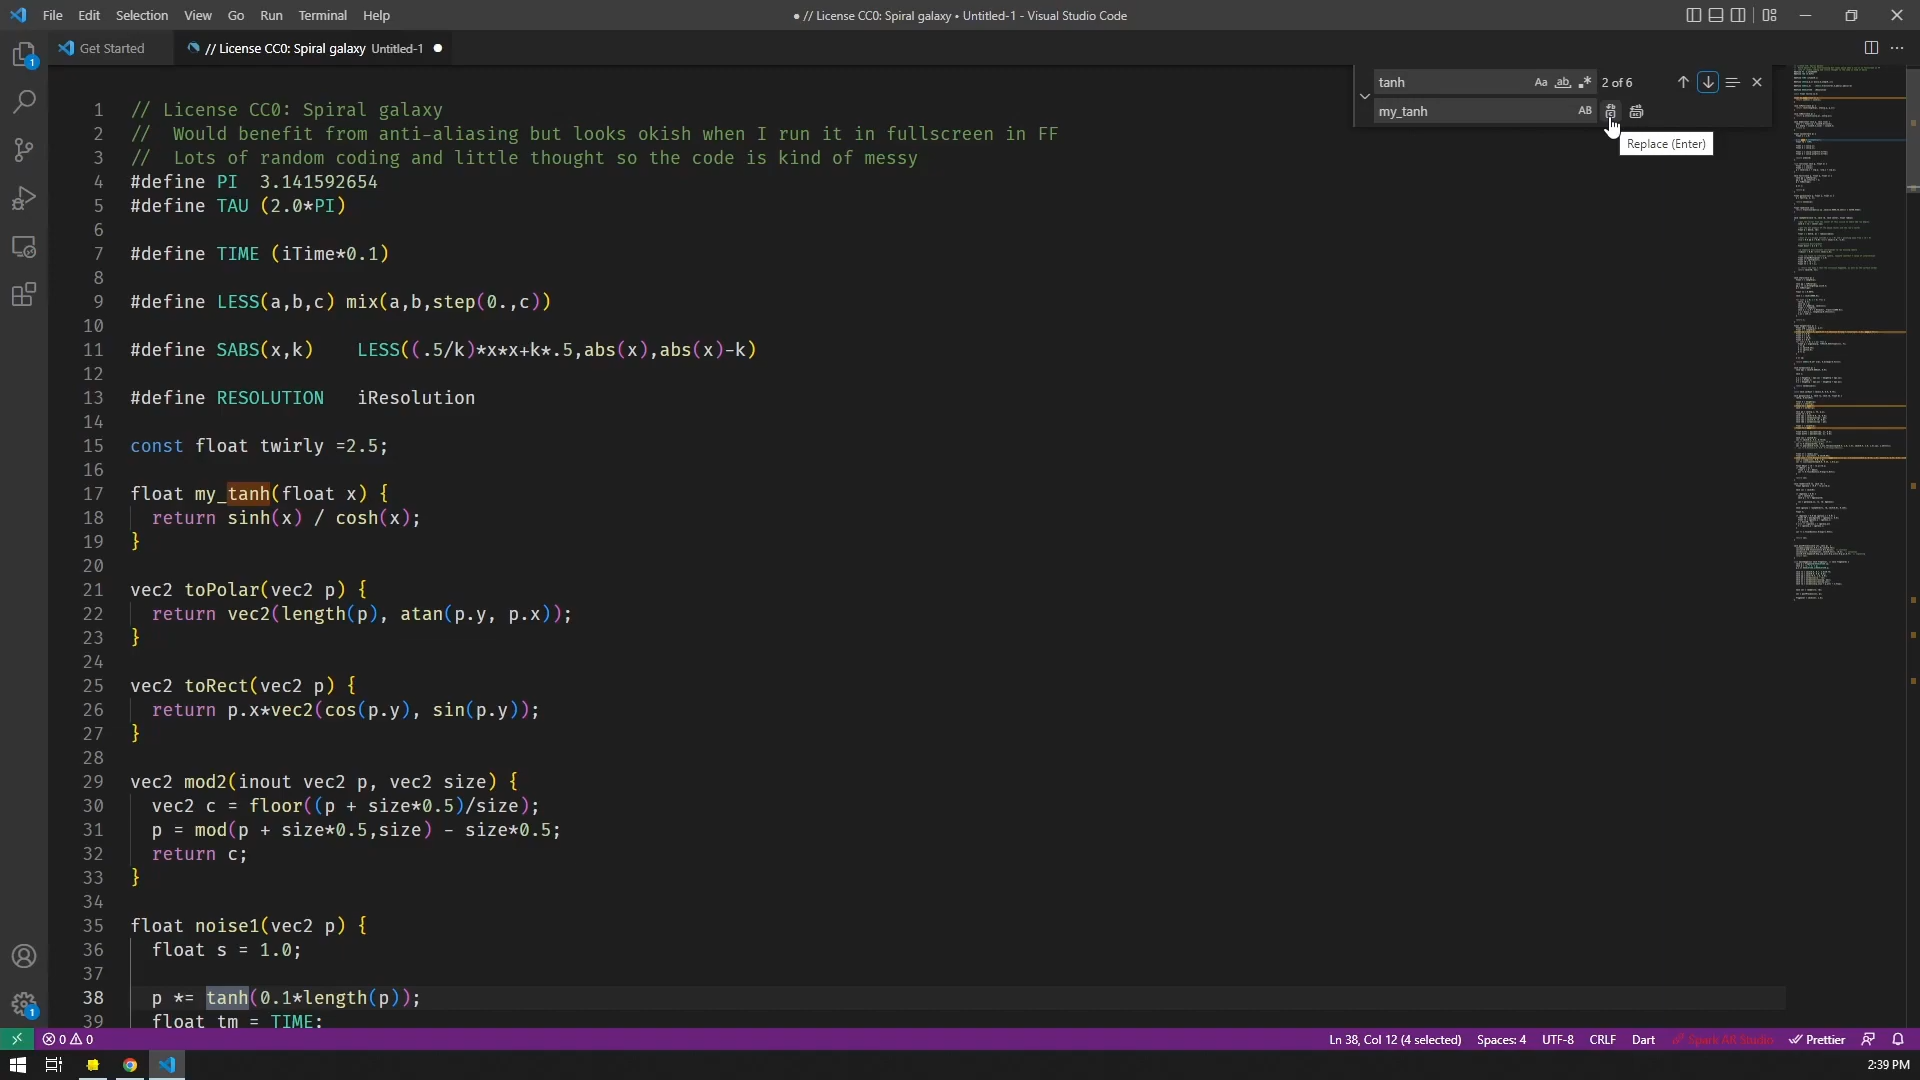 File Edit Selection View Go Run Terminal Help
● // License CC0: Spiral galaxy • Untitled-1 - Visual Studio Code
Get Started
// License CC0: Spiral galaxy Untitled-1 ●
tanh Aa ab .* 2 of 6
my_tanh AB
Replace (Enter)
1 // License CC0: Spiral galaxy
2 //  Would benefit from anti-aliasing but looks okish when I run it in fullscreen in FF
3 //  Lots of random coding and little thought so the code is kind of messy
4 #define PI  3.141592654
5 #define TAU (2.0*PI)
6
7 #define TIME (iTime*0.1)
8
9 #define LESS(a,b,c) mix(a,b,step(0.,c))
10
11 #define SABS(x,k)    LESS((.5/k)*x*x+k*.5,abs(x),abs(x)-k)
12
13 #define RESOLUTION   iResolution
14
15 const float twirly =2.5;
16
17 float my_tanh(float x) {
18   return sinh(x) / cosh(x);
19 }
20
21 vec2 toPolar(vec2 p) {
22   return vec2(length(p), atan(p.y, p.x));
23 }
24
25 vec2 toRect(vec2 p) {
26   return p.x*vec2(cos(p.y), sin(p.y));
27 }
28
29 vec2 mod2(inout vec2 p, vec2 size) {
30   vec2 c = floor((p + size*0.5)/size);
31   p = mod(p + size*0.5,size) - size*0.5;
32   return c;
33 }
34
35 float noise1(vec2 p) {
36   float s = 1.0;
37
38   p *= tanh(0.1*length(p));
39   float tm = TIME;
1
1
0 0
Ln 38, Col 12 (4 selected) Spaces: 4 UTF-8 CRLF Dart Spark AR Studio Prettier
2:39 PM